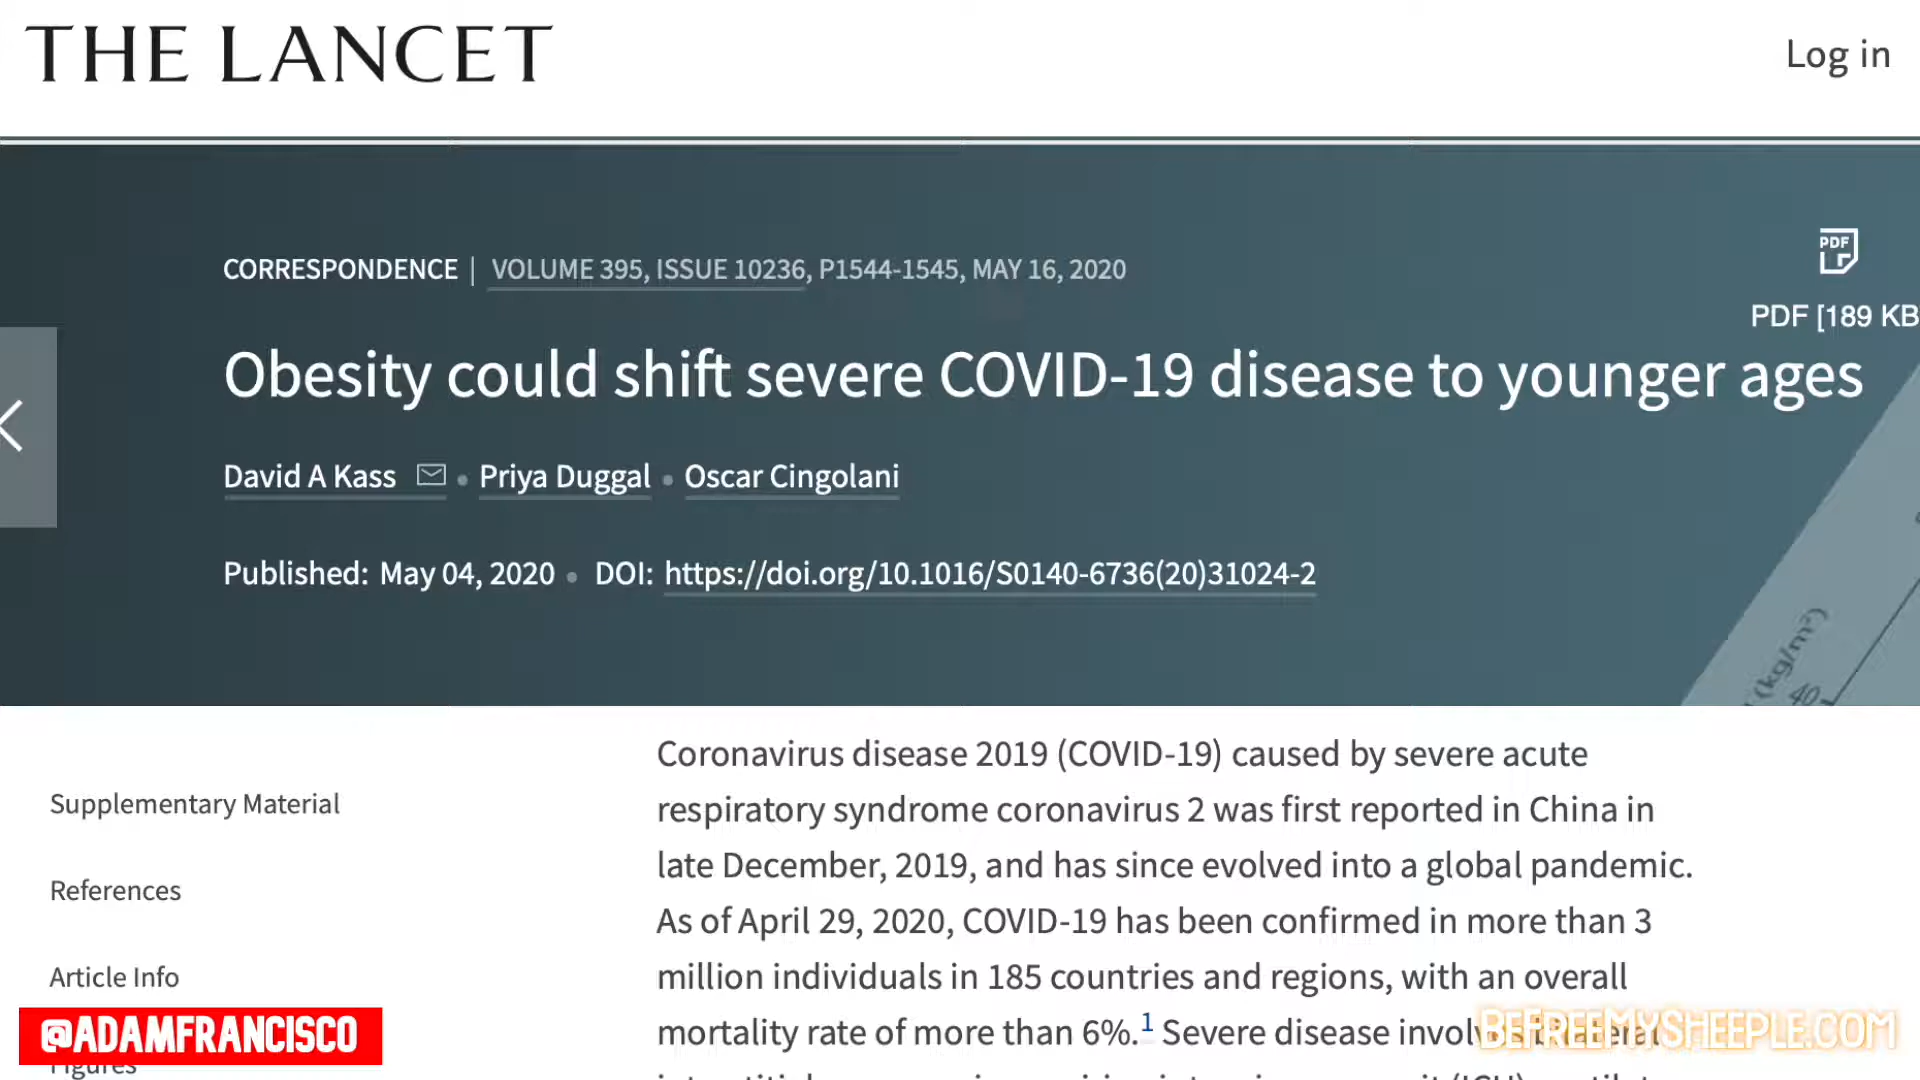 THE LANCET
Log in
CORRESPONDENCE | VOLUME 395, ISSUE 10236, P1544-1545, MAY 16, 2020
PDF
PDF [189 KB
Obesity could shift severe COVID-19 disease to younger ages
David A Kass • Priya Duggal • Oscar Cingolani
Published: May 04, 2020 • DOI: https://doi.org/10.1016/S0140-6736(20)31024-2
(kg/m²)
40
Coronavirus disease 2019 (COVID-19) caused by severe acute
respiratory syndrome coronavirus 2 was first reported in China in
late December, 2019, and has since evolved into a global pandemic.
As of April 29, 2020, COVID-19 has been confirmed in more than 3
million individuals in 185 countries and regions, with an overall
mortality rate of more than 6%.1 Severe disease
Supplementary Material
References
Article Info
Figures
@ADAMFRANCISCO
BEFREEMYSHEEPLE.COM